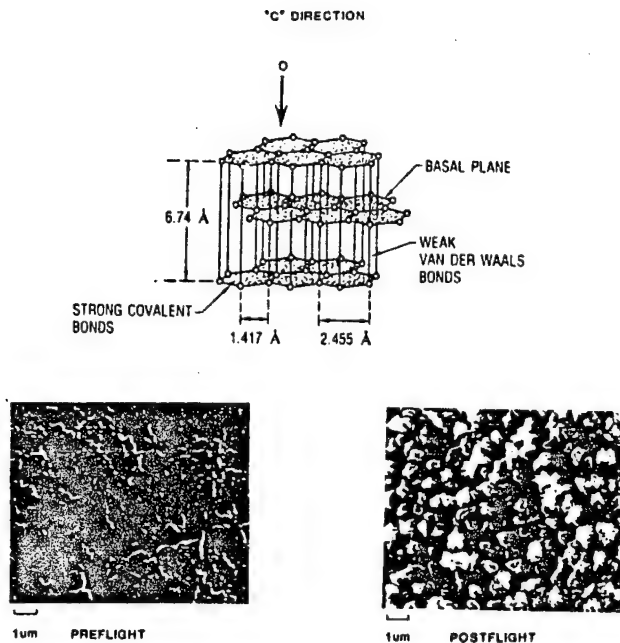 "C" DIRECTION
O
BASAL PLANE
6.74 Å
WEAK
VAN DER WAALS
BONDS
STRONG COVALENT
BONDS
1.417 Å
2.455 Å
1um PREFLIGHT
1um POSTFLIGHT